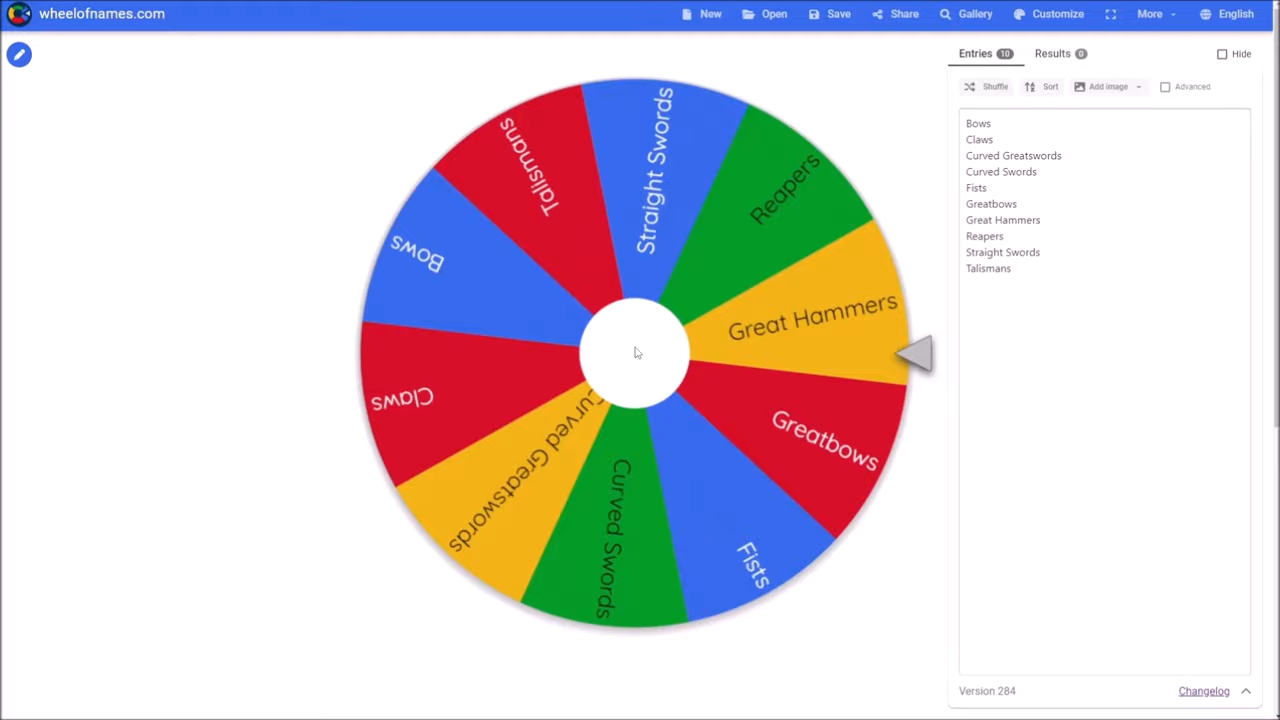 wheelofnames.com
New
Open
Save
Share
Gallery
Customize
More
English
Entries 10
Results 0
Hide
Shuffle
Sort
Add image
Advanced
Bows
Claws
Curved Greatswords
Curved Swords
Fists
Greatbows
Great Hammers
Reapers
Straight Swords
Talismans
Straight Swords
Reapers
Great Hammers
Greatbows
Fists
Curved Swords
Curved Greatswords
Claws
Bows
Talismans
Version 284
Changelog